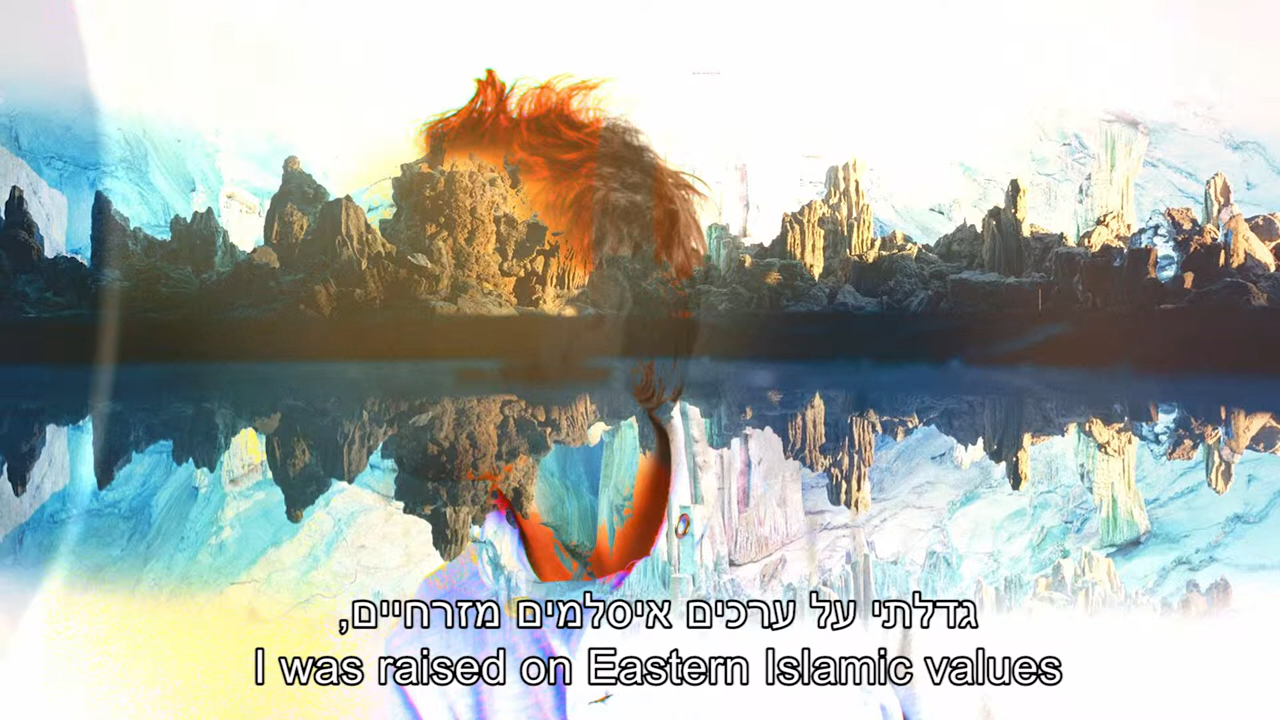 גדלתי על ערכים איסלמים מזרחיים,
I was raised on Eastern Islamic values